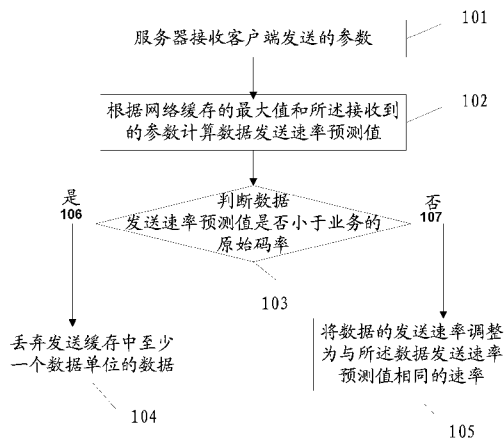 101
服务器接收客户端发送的参数
102
根据网络缓存的最大值和所述接收到
的参数计算数据发送速率预测值
判断数据
发送速率预测值是否小于业务的
原始码率
103
是
106
否
107
丢弃发送缓存中至少
一个数据单位的数据
104
将数据的发送速率调整
为与所述数据发送速率
预测值相同的速率
105